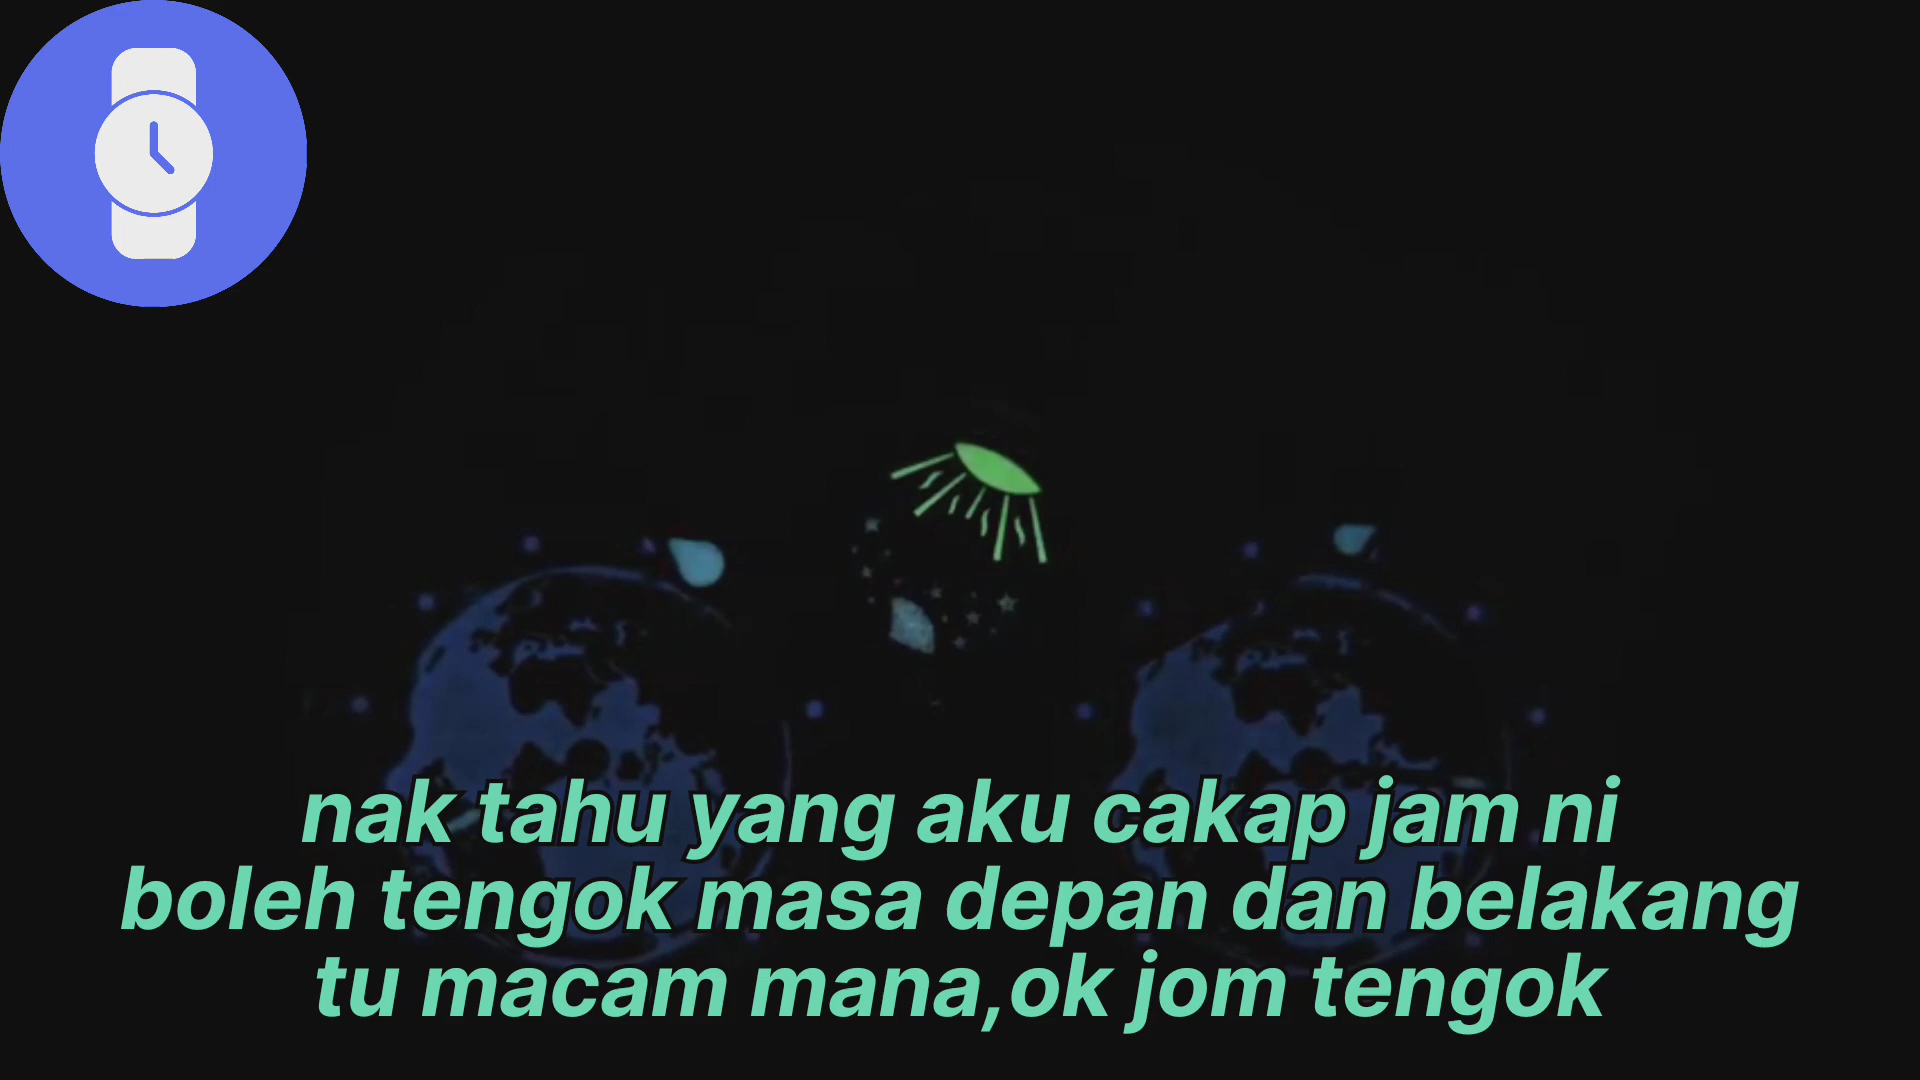 nak tahu yang aku cakap jam ni
boleh tengok masa depan dan belakang
tu macam mana,ok jom tengok